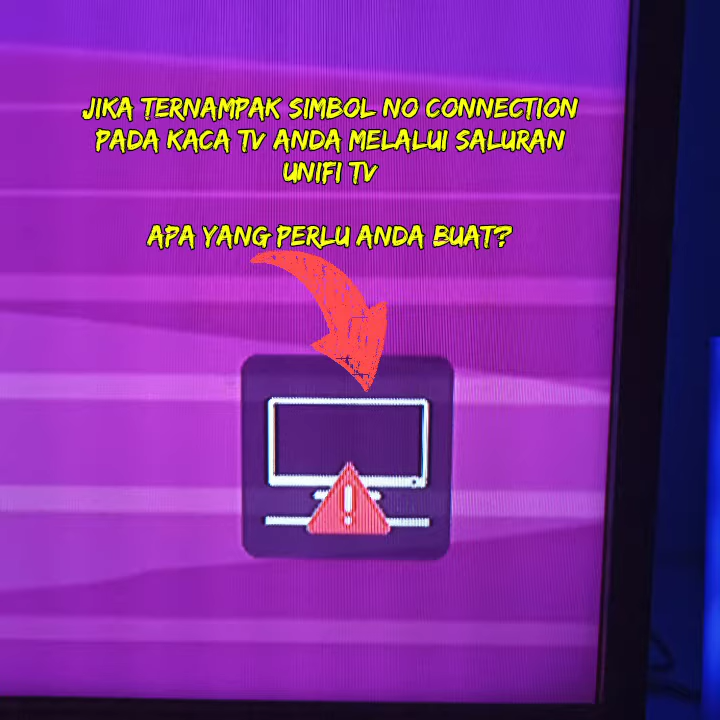 JIKA TERNAMPAK SIMBOL NO CONNECTION
PADA KACA TV ANDA MELALUI SALURAN
UNIFI TV
APA YANG PERLU ANDA BUAT?